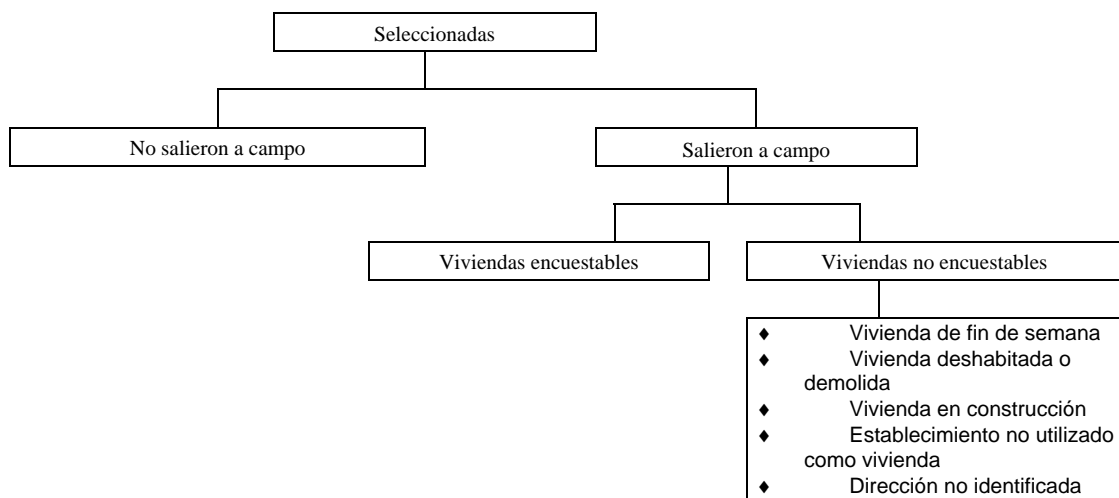 Seleccionadas
No salieron a campo
Salieron a campo
Viviendas encuestables
Viviendas no encuestables
♦ Vivienda de fin de semana
♦ Vivienda deshabitada o
demolida
♦ Vivienda en construcción
♦ Establecimiento no utilizado
como vivienda
♦ Dirección no identificada